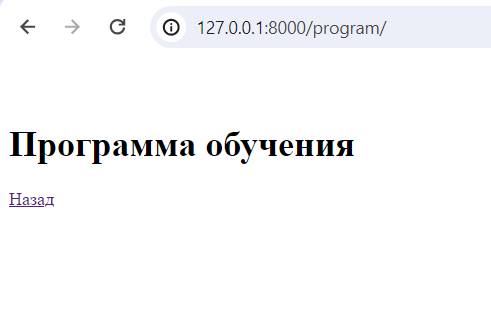 127.0.0.1:8000/program/
Программа обучения
Назад